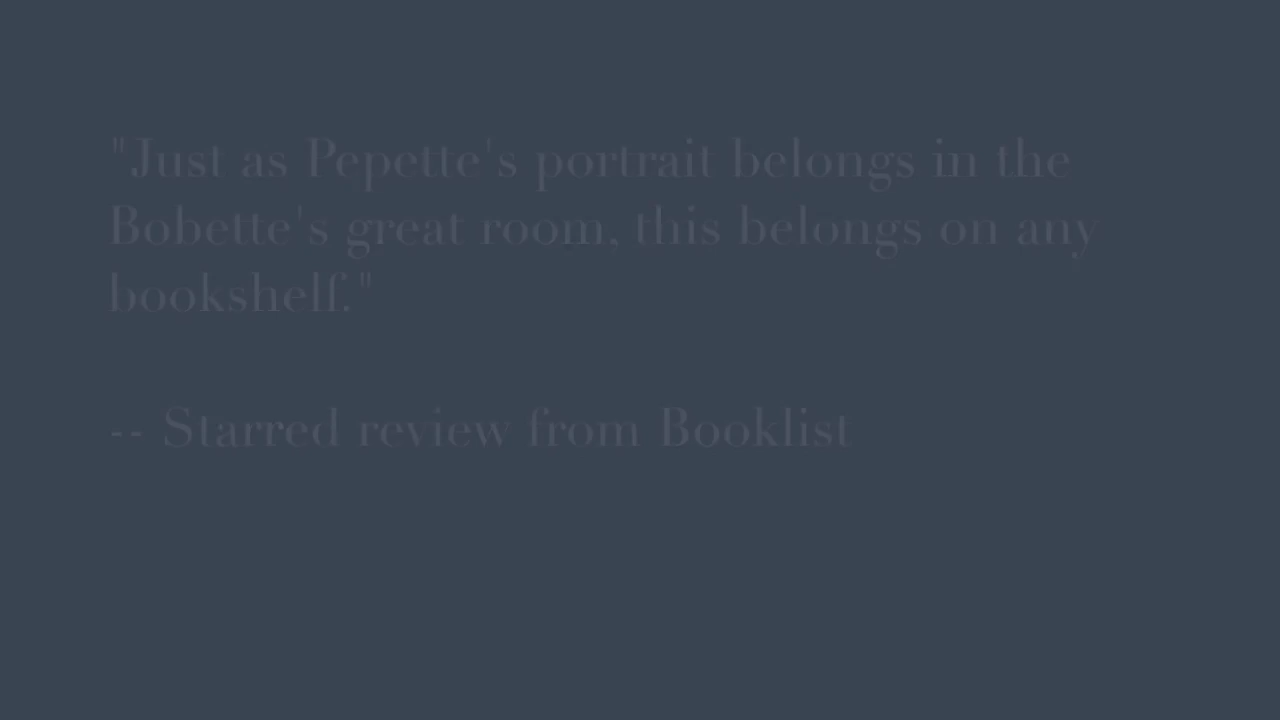 "Just as Pepette's portrait belongs in the
Bobette's great room, this belongs on any
bookshelf."
-- Starred review from Booklist